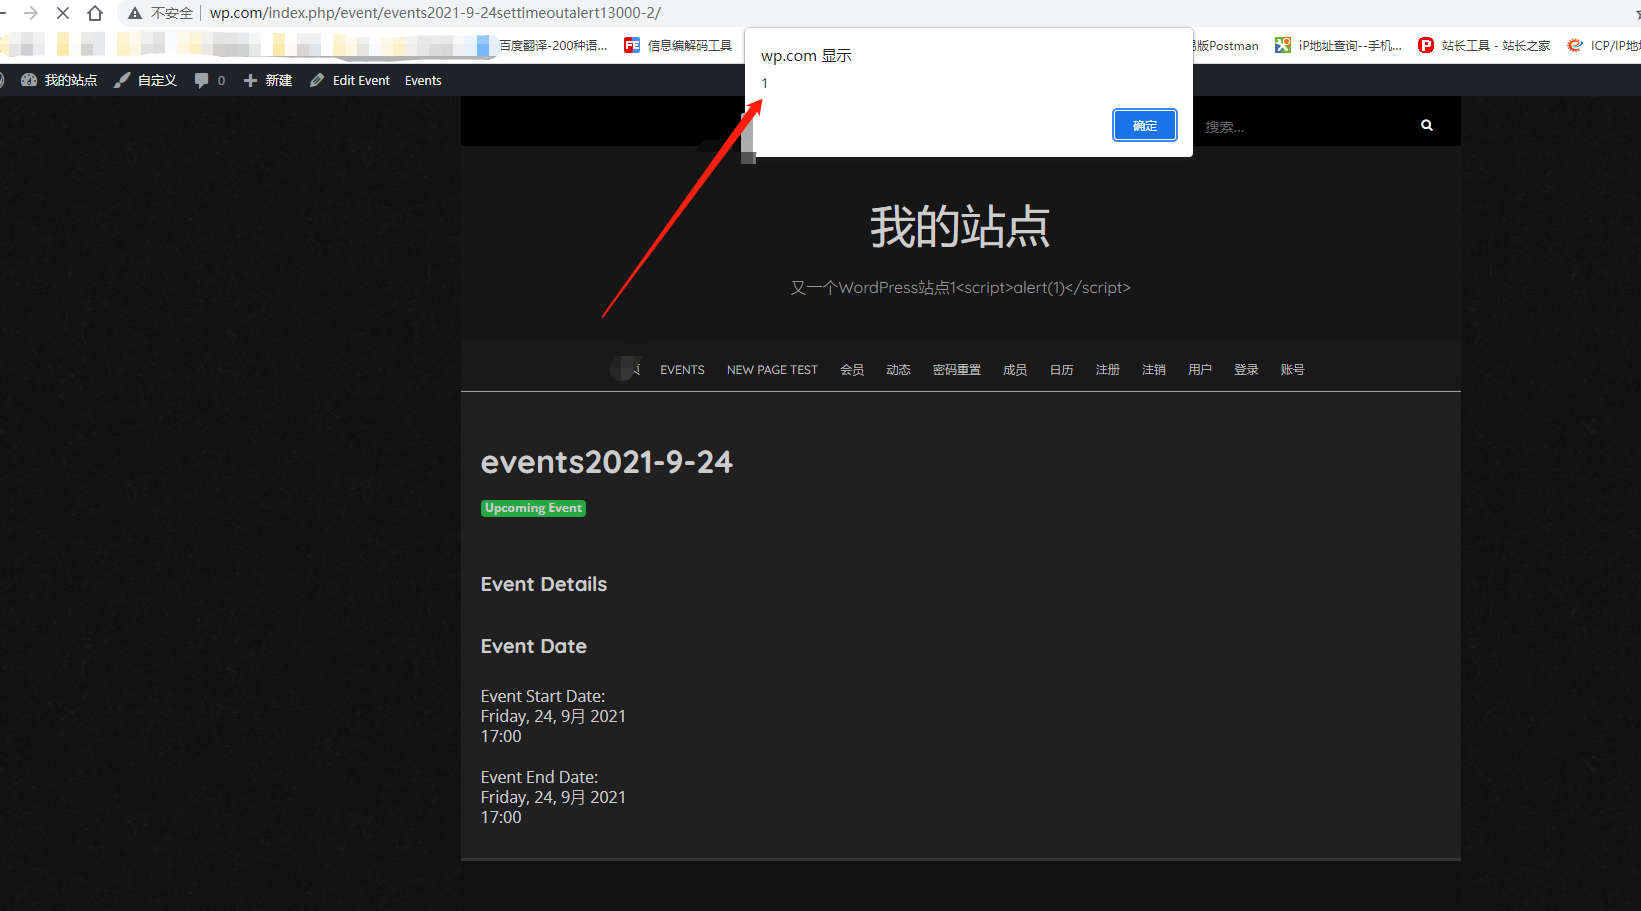 不安全 wp.com/index.php/event/events2021-9-24settimeoutalert13000-2/
百度翻译-200种语... FE 信息编解码工具 版Postman iP地址查询--手机... 站长工具 - 站长之家 ICP/IP地
wp.com 显示
1
确定
我的站点 自定义 0 新建 Edit Event Events
搜索...
我的站点
又一个WordPress站点1<script>alert(1)</script>
页 EVENTS NEW PAGE TEST 会员 动态 密码重置 成员 日历 注册 注销 用户 登录 账号
events2021-9-24
Upcoming Event
Event Details
Event Date
Event Start Date:
Friday, 24, 9月 2021
17:00
Event End Date:
Friday, 24, 9月 2021
17:00